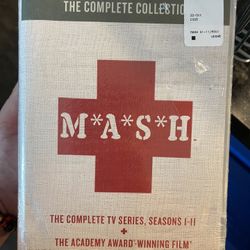 THE COMPLETE COLLECTION
M*A*S*H
THE COMPLETE TV SERIES, SEASONS 1-11
+
THE ACADEMY AWARD®-WINNING FILM